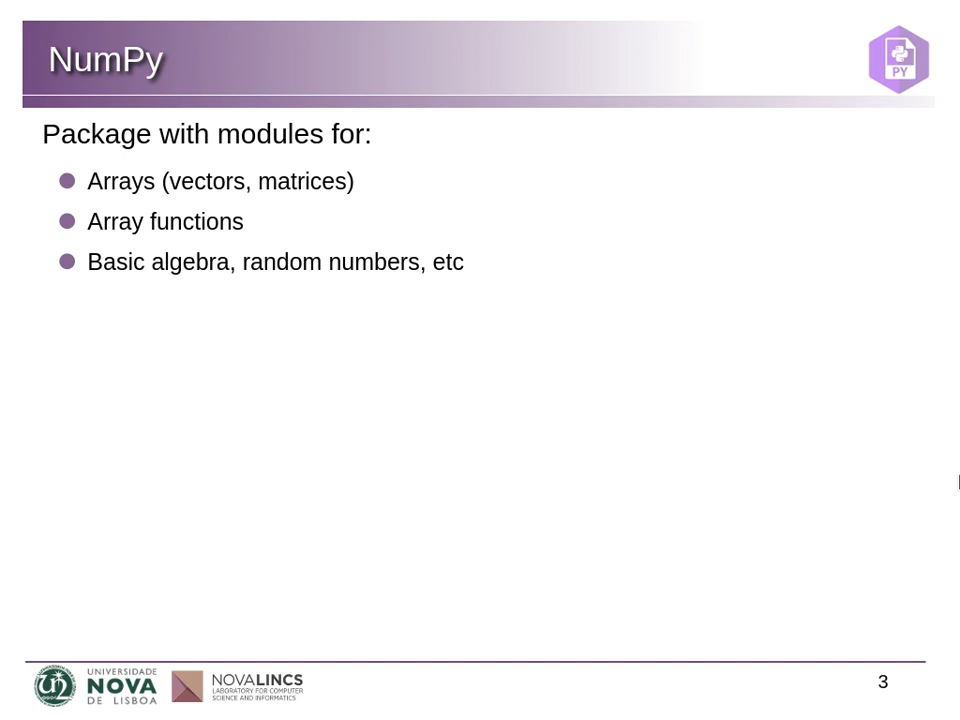 NumPy
PY
Package with modules for:
Arrays (vectors, matrices)
Array functions
Basic algebra, random numbers, etc
UNIVERSIDADE
NOVA
DE LISBOA
NOVALINCS
LABORATORY FOR COMPUTER
SCIENCE AND INFORMATICS
3